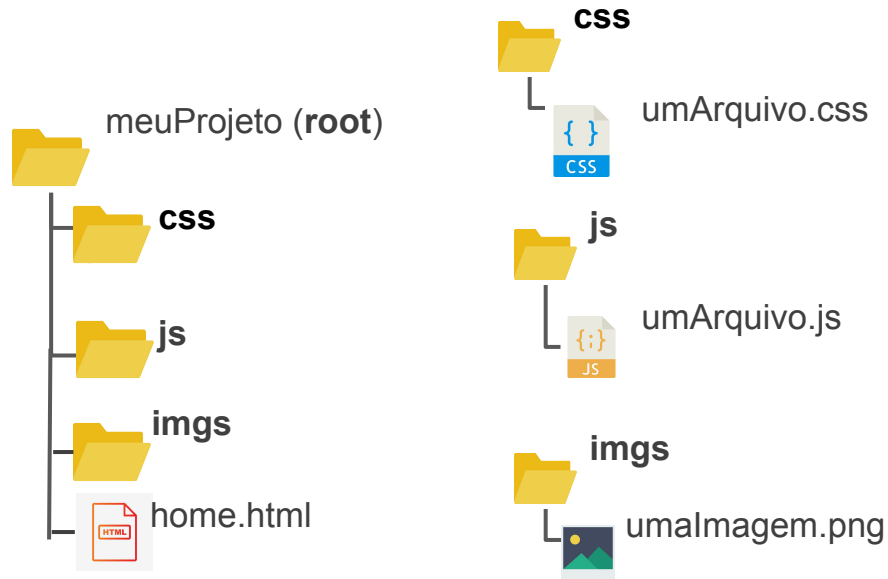 meuProjeto (root)
css
js
imgs
HTML
home.html
css
umArquivo.css
{ }
CSS
js
umArquivo.js
{;}
JS
imgs
umaImagem.png